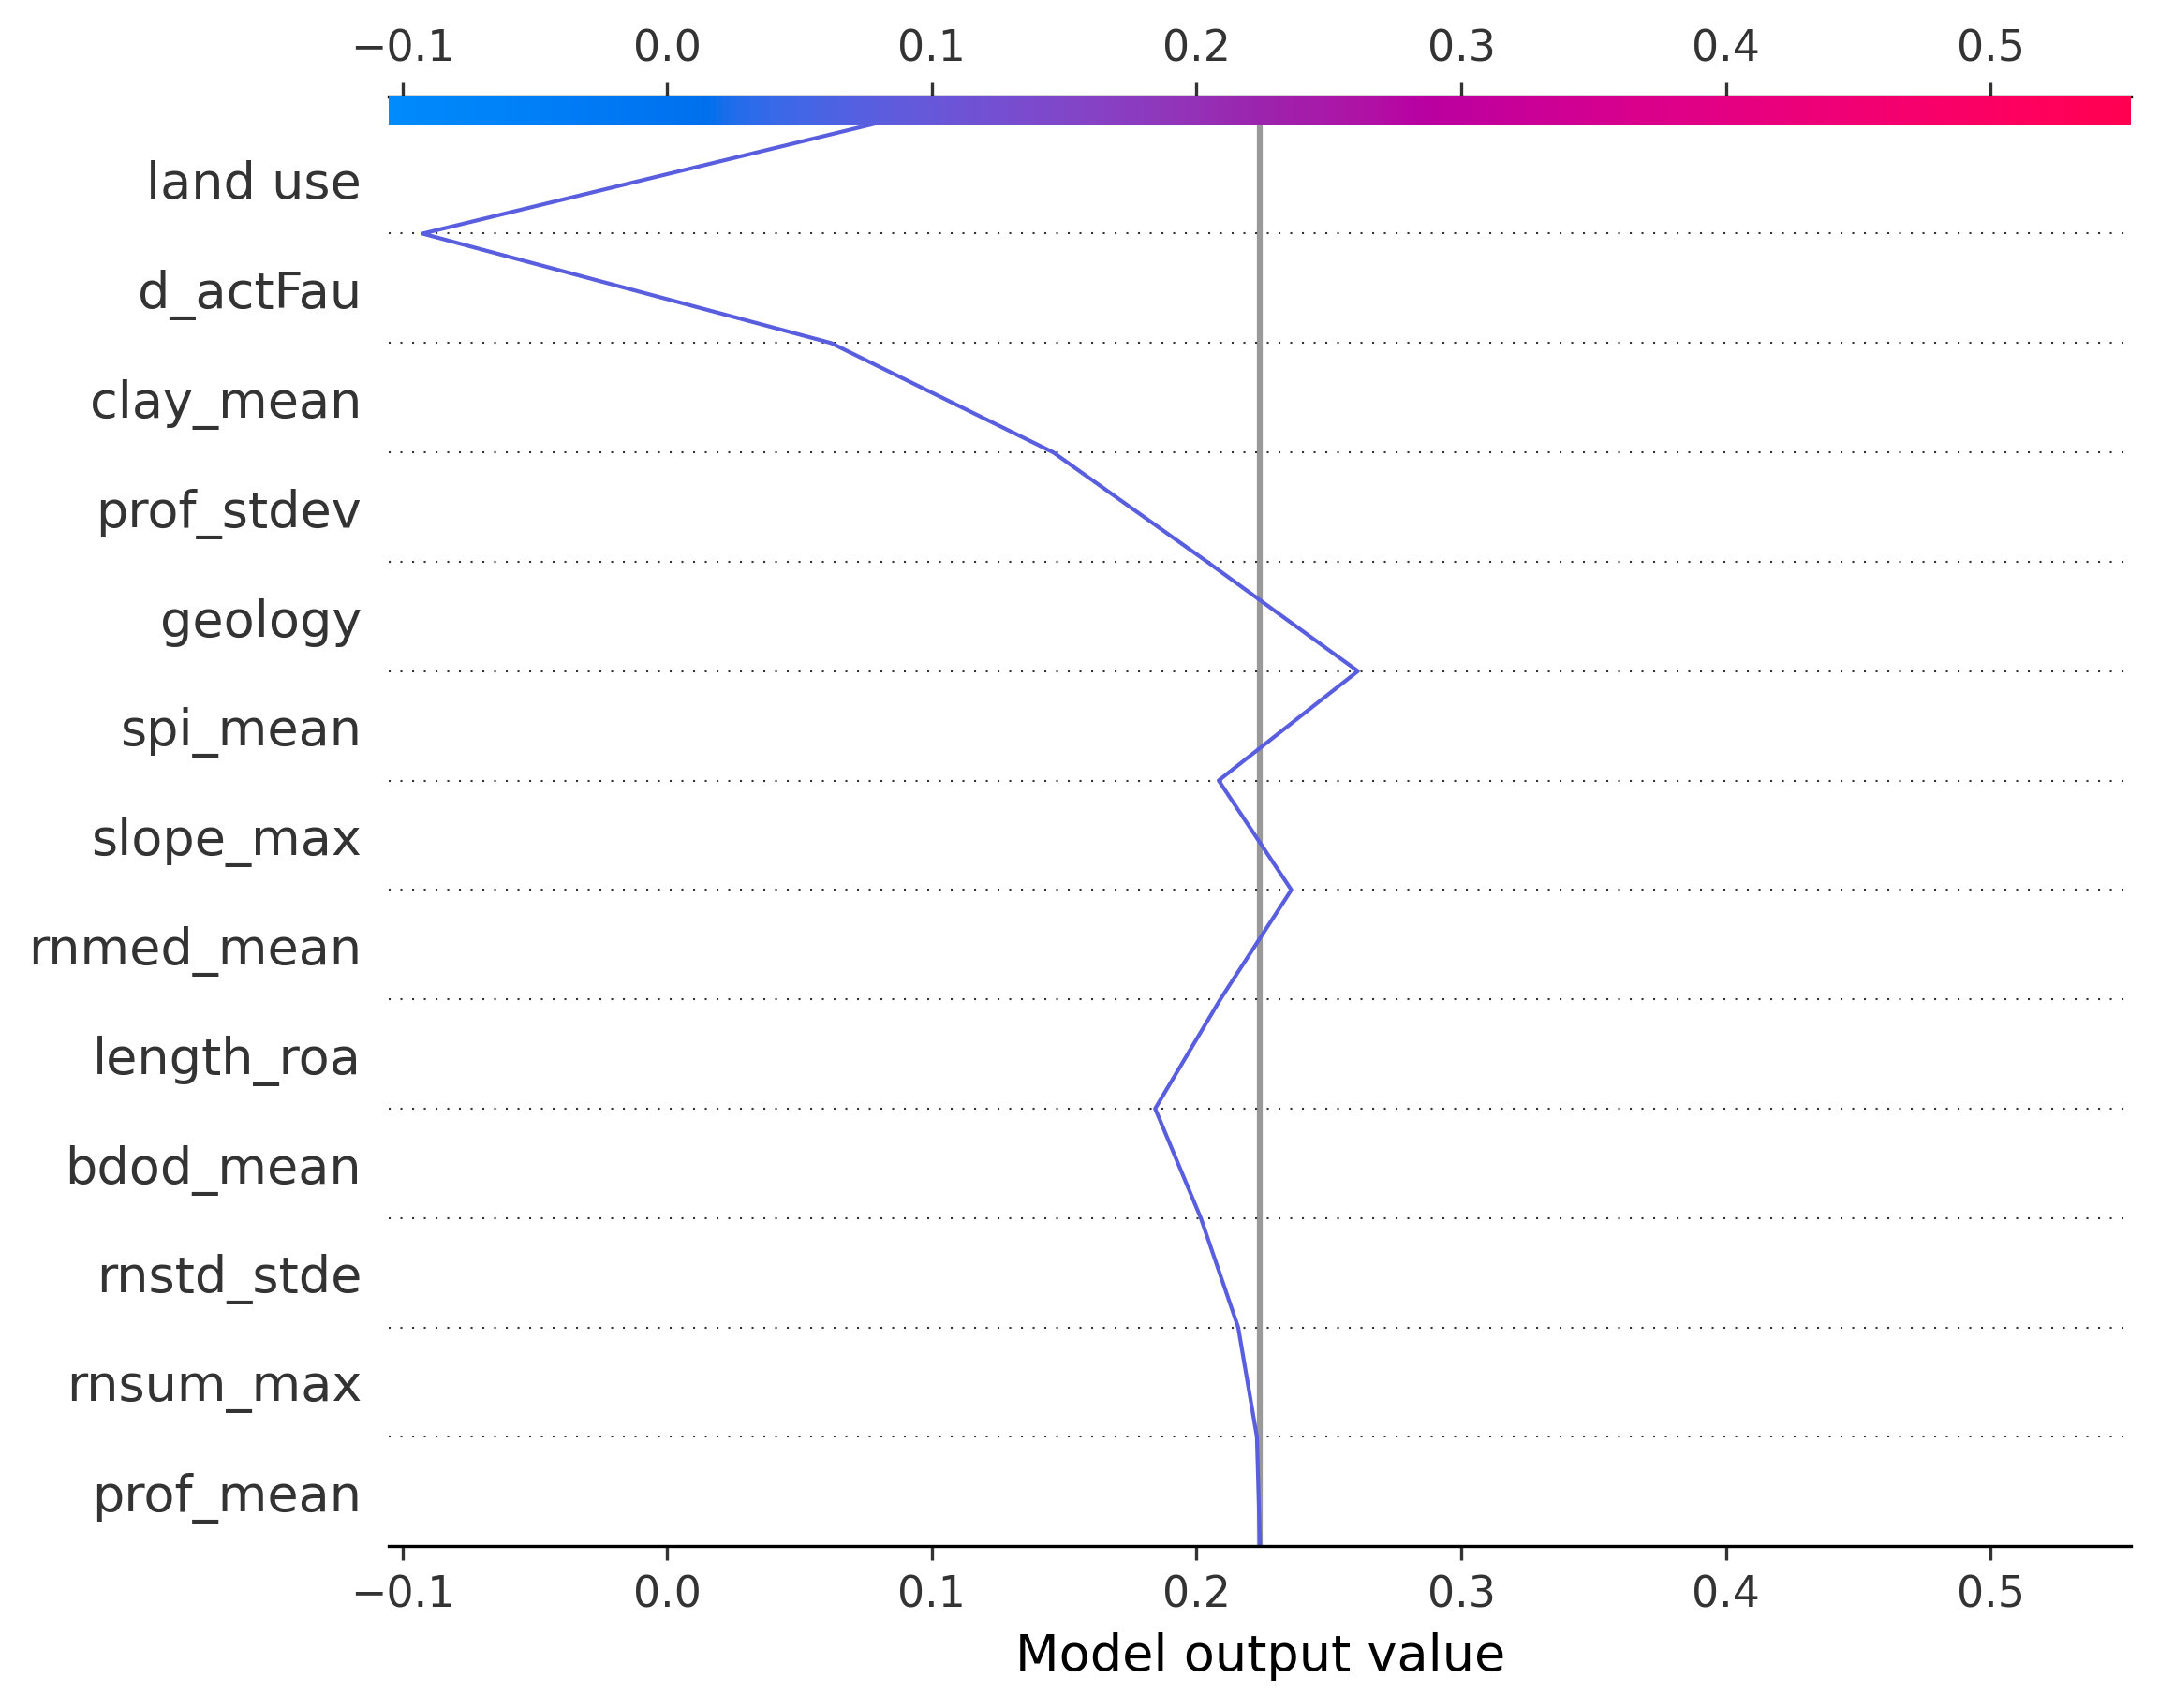 −0.1 0.0 0.1 0.2 0.3 0.4 0.5
land use
d_actFau
clay_mean
prof_stdev
geology
spi_mean
slope_max
rnmed_mean
length_roa
bdod_mean
rnstd_stde
rnsum_max
prof_mean
−0.1 0.0 0.1 0.2 0.3 0.4 0.5
Model output value